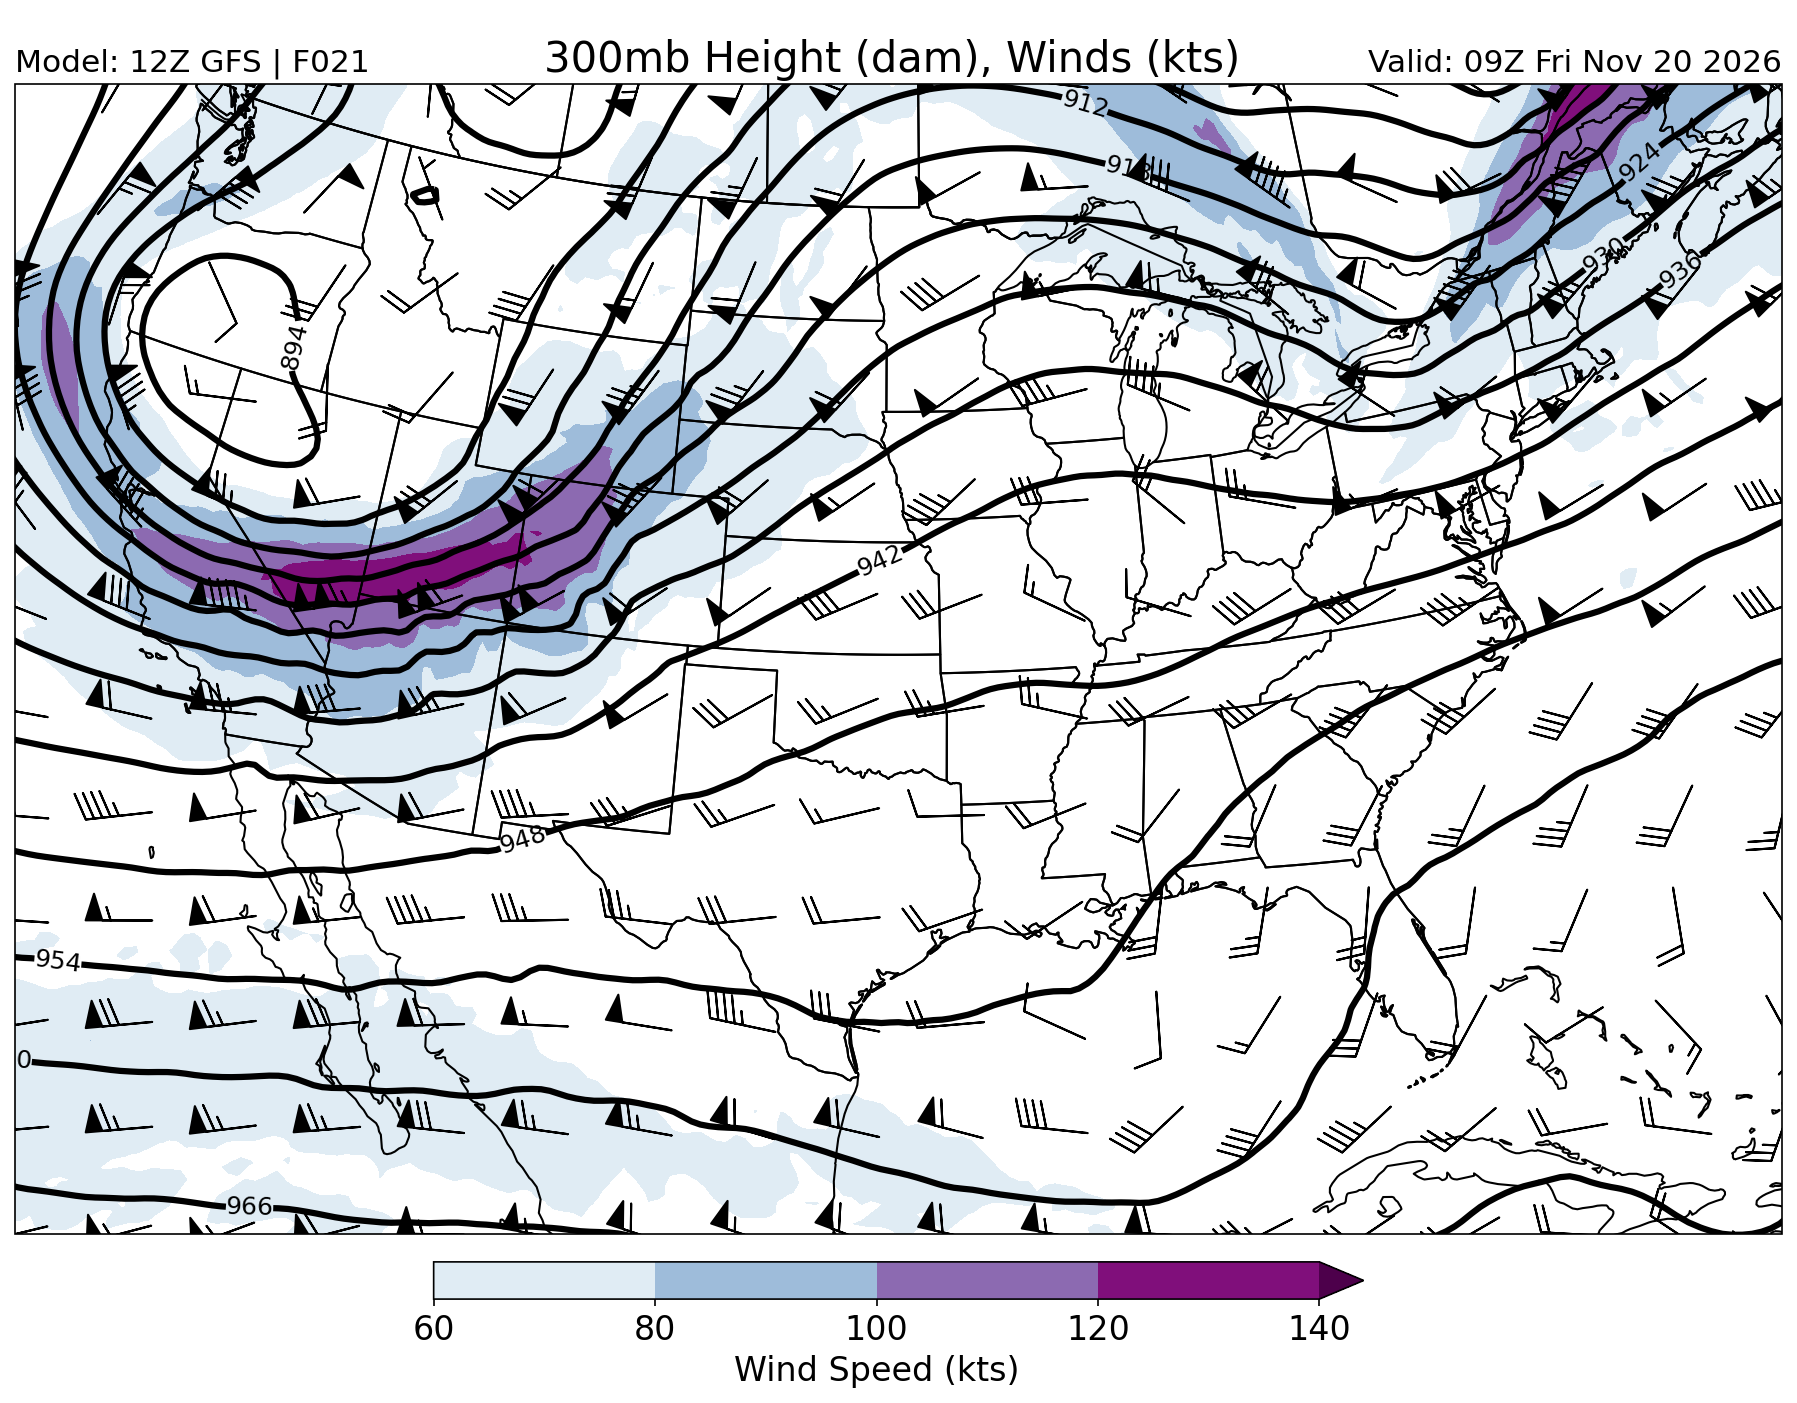 Model: 12Z GFS | F021
300mb Height (dam), Winds (kts)
Valid: 09Z Fri Nov 20 2026
912
924
930
936
894
942
948
954
0
966
60 80 100 120 140
Wind Speed (kts)